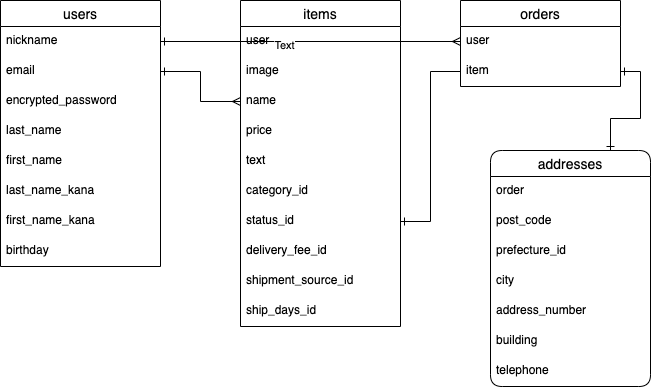 users
nickname
email
encrypted_password
last_name
first_name
last_name_kana
first_name_kana
birthday
items
user
Text
image
name
price
text
category_id
status_id
delivery_fee_id
shipment_source_id
ship_days_id
orders
user
item
addresses
order
post_code
prefecture_id
city
address_number
building
telephone